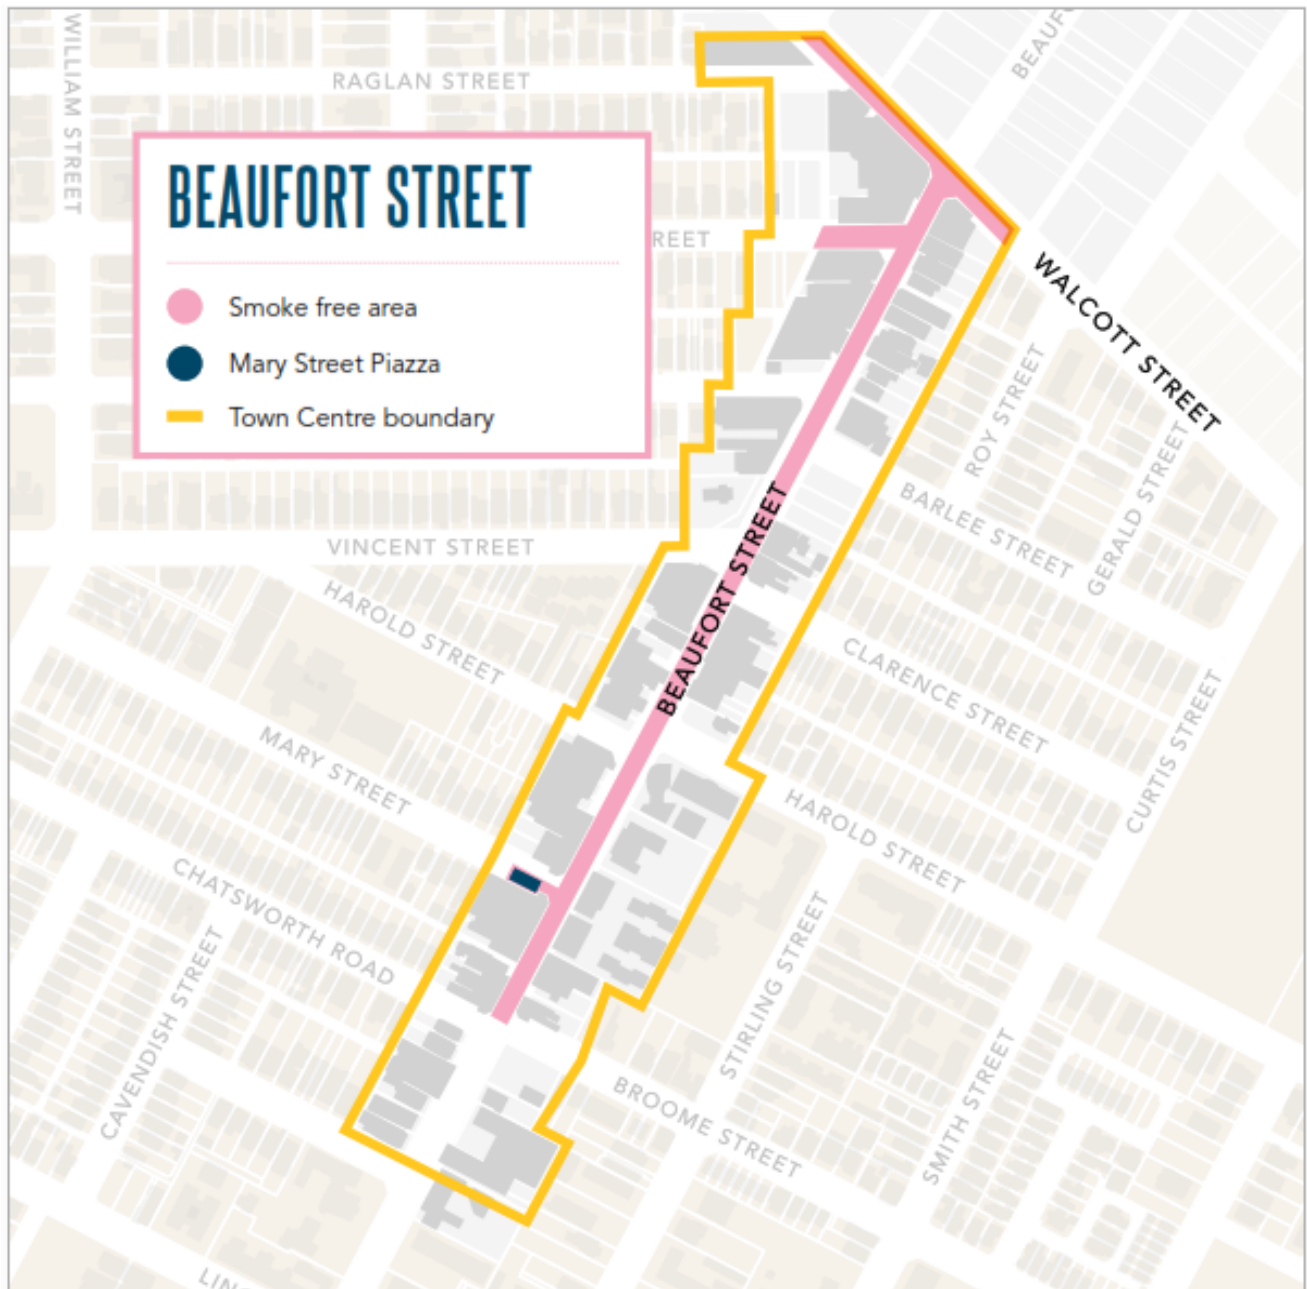 BEAUFORT STREET
Smoke free area
Mary Street Piazza
Town Centre boundary
WILLIAM STREET
RAGLAN STREET
REET
VINCENT STREET
HAROLD STREET
MARY STREET
CHATSWORTH ROAD
CAVENDISH STREET
BEAUFORT STREET
WALCOTT STREET
ROY STREET
GERALD STREET
BARLEE STREET
CLARENCE STREET
CURTIS STREET
HAROLD STREET
STIRLING STREET
BROOME STREET
SMITH STREET